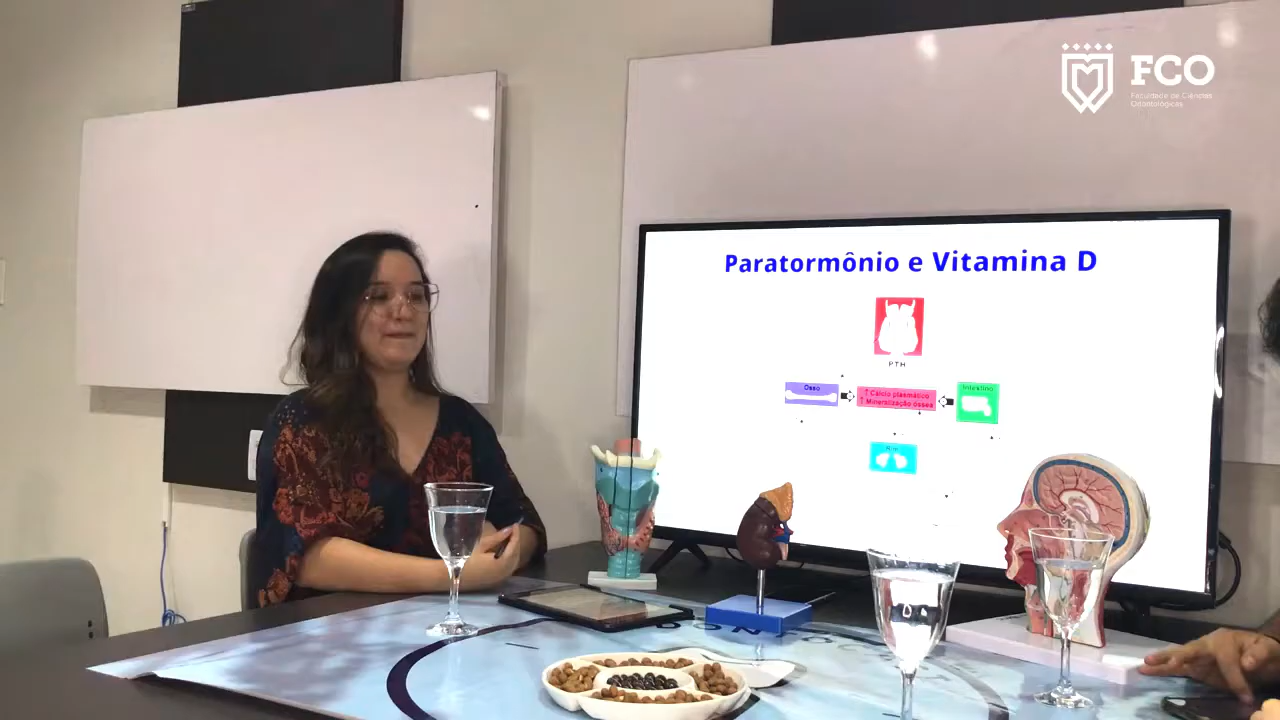 FCO
Faculdade de Ciências
Odontológicas
Paratormônio e Vitamina D
PTH
Osso
↑ Cálcio plasmático
↑ Mineralização óssea
Intestino